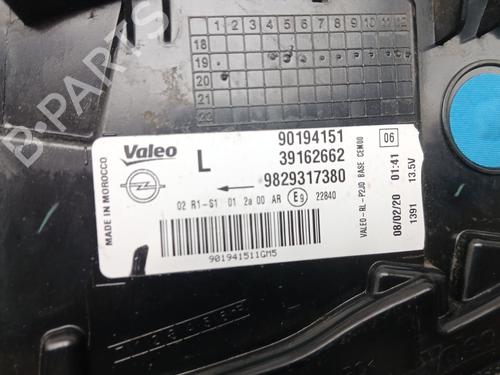 1 2 3 4 5 6 7 8 9 10 11 12
18
19
20
21
22
Valeo
L
90194151
39162662
9829317380
MADE IN MOROCCO
02 R1-S1 01 2a 00 AR E9 22840
901941511GM5
VALEO-RL-P2JO BASE CEM00
06
08/02/20 01:41
1391 13.5V
B-PARTS